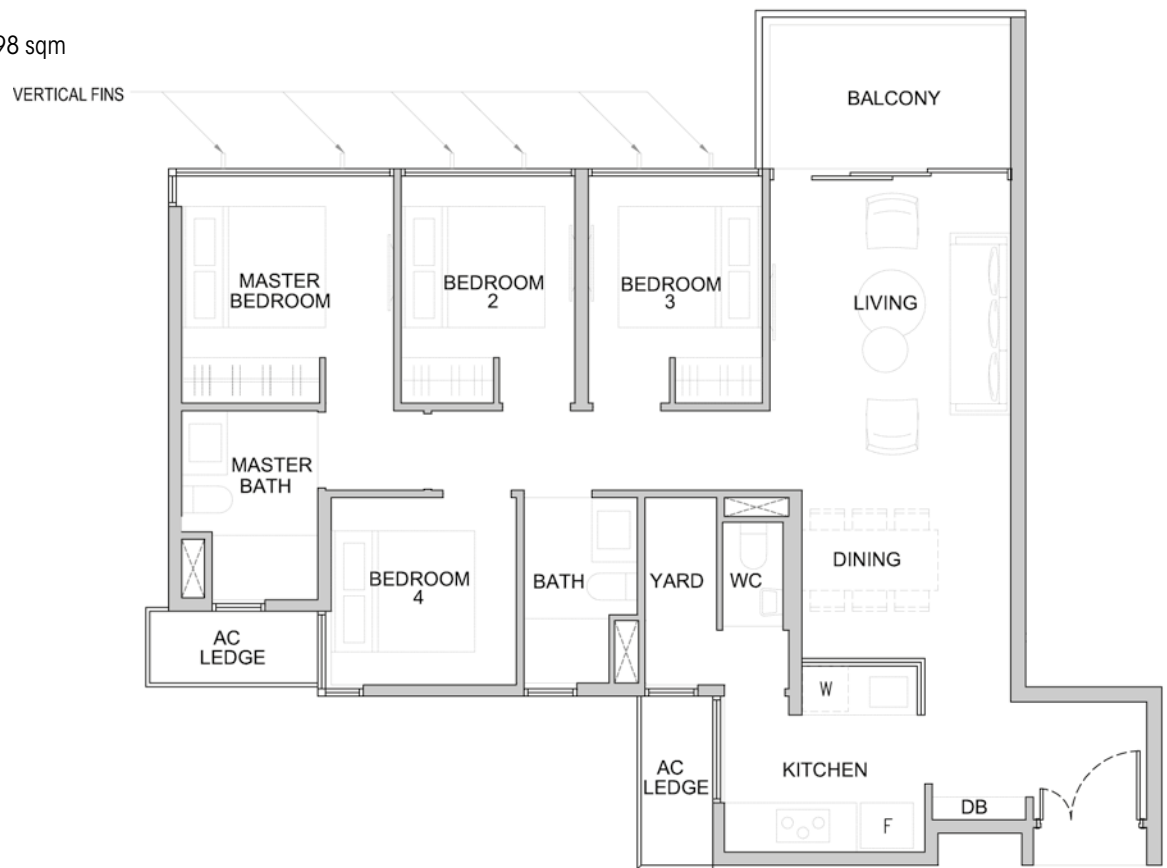 98 sqm
VERTICAL FINS
BALCONY
MASTER
BEDROOM
BEDROOM
2
BEDROOM
3
LIVING
MASTER
BATH
DINING
BEDROOM
4
BATH
YARD
WC
AC
LEDGE
W
AC
LEDGE
KITCHEN
DB
F